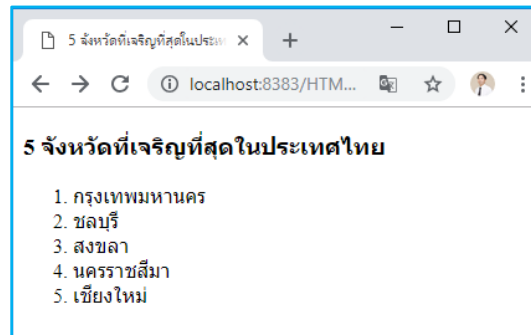 5 จังหวัดที่เจริญที่สุดในประเท
localhost:8383/HTM...
5 จังหวัดที่เจริญที่สุดในประเทศไทย
1. กรุงเทพมหานคร
2. ชลบุรี
3. สงขลา
4. นครราชสีมา
5. เชียงใหม่